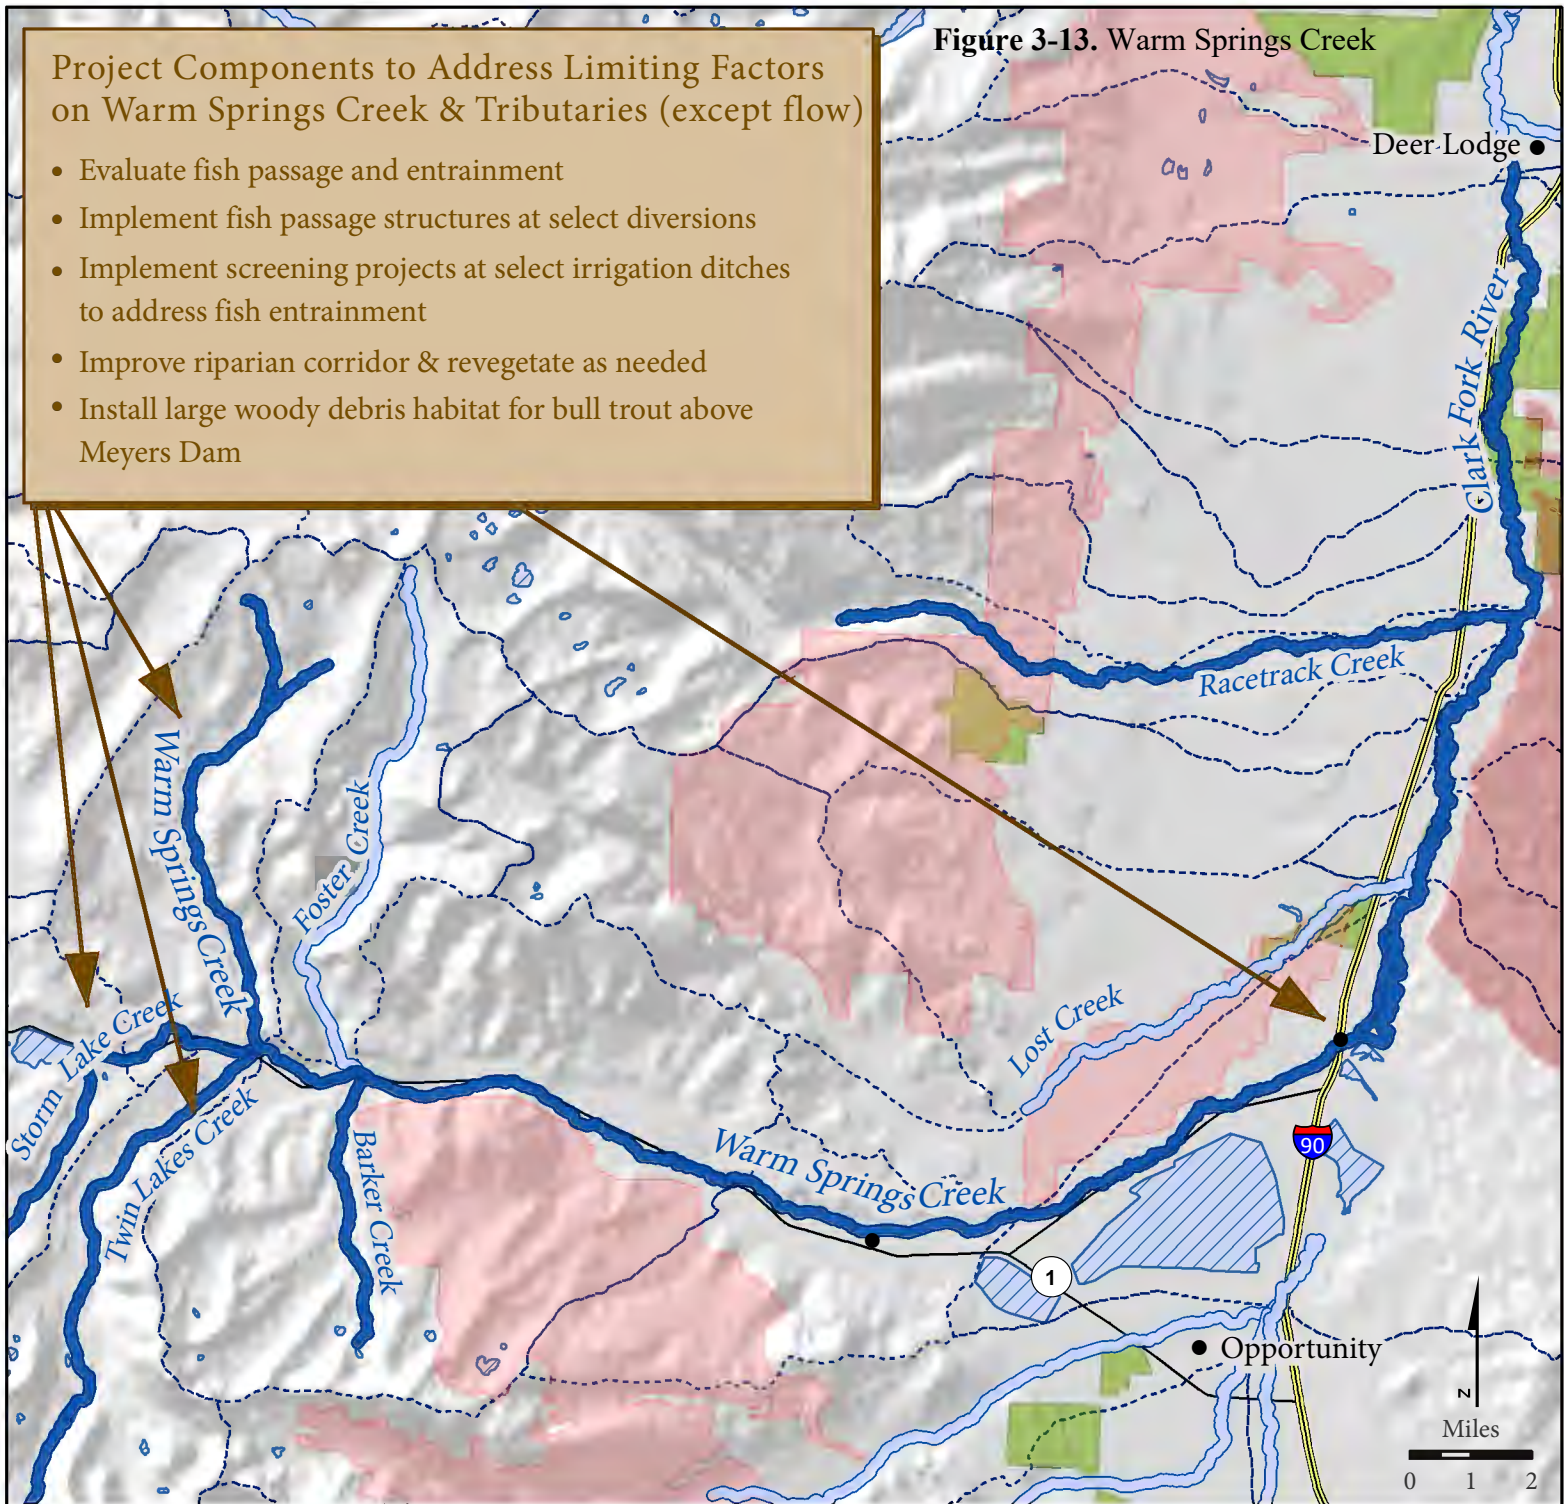 Figure 3-13. Warm Springs Creek
Project Components to Address Limiting Factors
on Warm Springs Creek & Tributaries (except flow)
• Evaluate fish passage and entrainment
• Implement fish passage structures at select diversions
• Implement screening projects at select irrigation ditches
to address fish entrainment
• Improve riparian corridor & revegetate as needed
• Install large woody debris habitat for bull trout above
Meyers Dam
Deer Lodge
Clark Fork River
Racetrack Creek
Warm Springs Creek
Foster Creek
Lost Creek
Storm Lake Creek
Twin Lakes Creek
Barker Creek
Warm Springs Creek
90
1
Opportunity
N
Miles
0 1 2